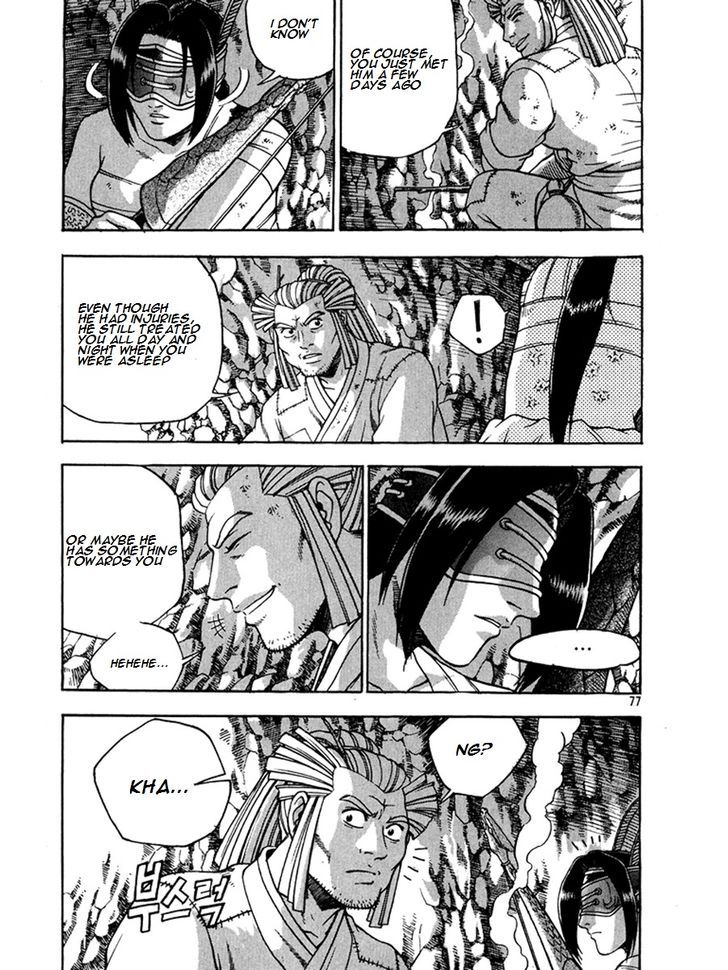 I DON'T
KNOW
OF COURSE,
YOU JUST MET
HIM A FEW
DAYS AGO
EVEN THOUGH
HE HAD INJURIES,
HE STILL TREATED
YOU ALL DAY AND
NIGHT WHEN YOU
WERE ASLEEP
!
OR MAYBE HE
HAS SOMETHING
TOWARDS YOU
HEHEHE...
...
77
KHA...
NG?
부스럭